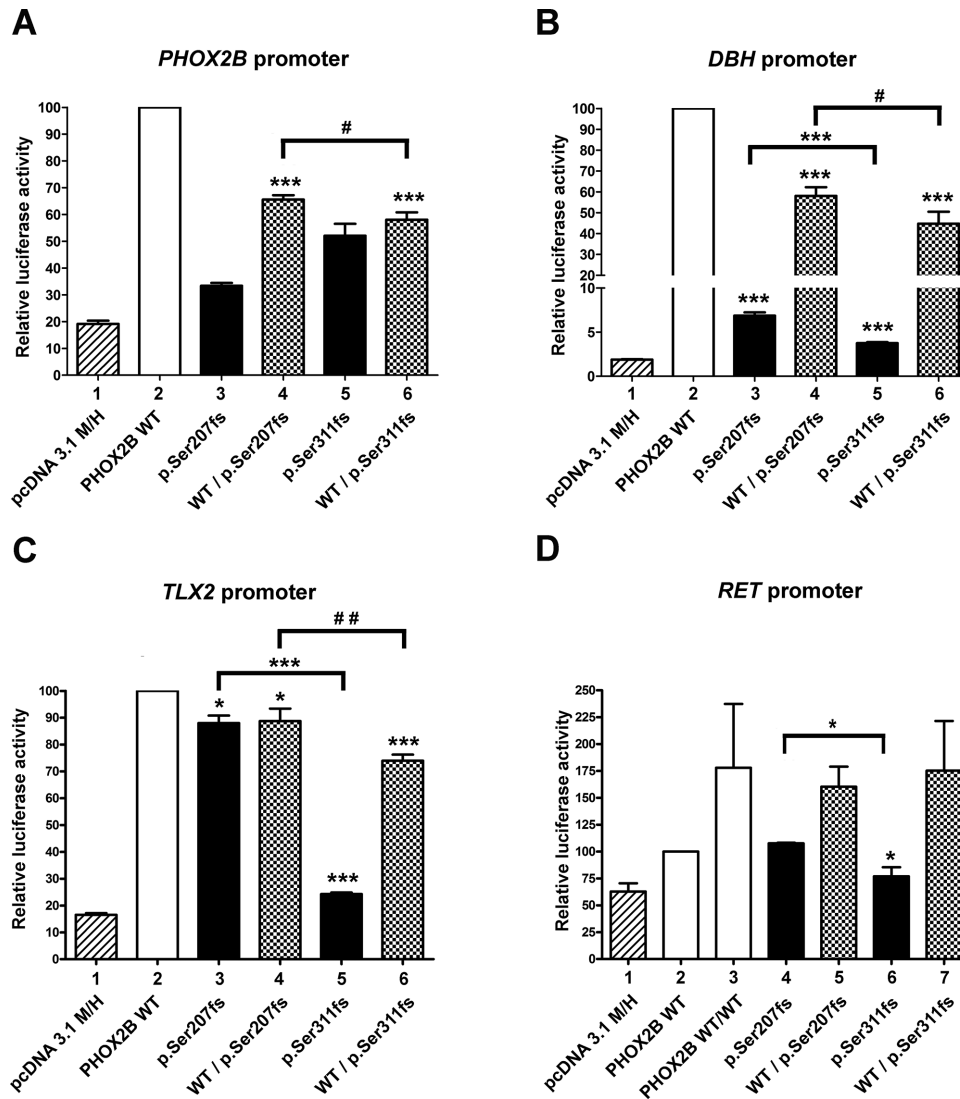 A
PHOX2B promoter
Relative luciferase activity
100
90
80
70
60
50
40
30
20
10
0
#
***
***
1 2 3 4 5 6
pcDNA 3.1 M/H
PHOX2B WT
p.Ser207fs
WT / p.Ser207fs
p.Ser311fs
WT / p.Ser311fs
B
DBH promoter
Relative luciferase activity
100
90
80
70
60
50
40
30
20
10
5
0
#
***
***
***
***
***
1 2 3 4 5 6
pcDNA 3.1 M/H
PHOX2B WT
p.Ser207fs
WT / p.Ser207fs
p.Ser311fs
WT / p.Ser311fs
C
TLX2 promoter
Relative luciferase activity
100
90
80
70
60
50
40
30
20
10
0
# #
***
* *
***
***
1 2 3 4 5 6
pcDNA 3.1 M/H
PHOX2B WT
p.Ser207fs
WT / p.Ser207fs
p.Ser311fs
WT / p.Ser311fs
D
RET promoter
Relative luciferase activity
250
225
200
175
150
125
100
75
50
25
0
*
*
1 2 3 4 5 6 7
pcDNA 3.1 M/H
PHOX2B WT
PHOX2B WT/WT
p.Ser207fs
WT / p.Ser207fs
p.Ser311fs
WT / p.Ser311fs